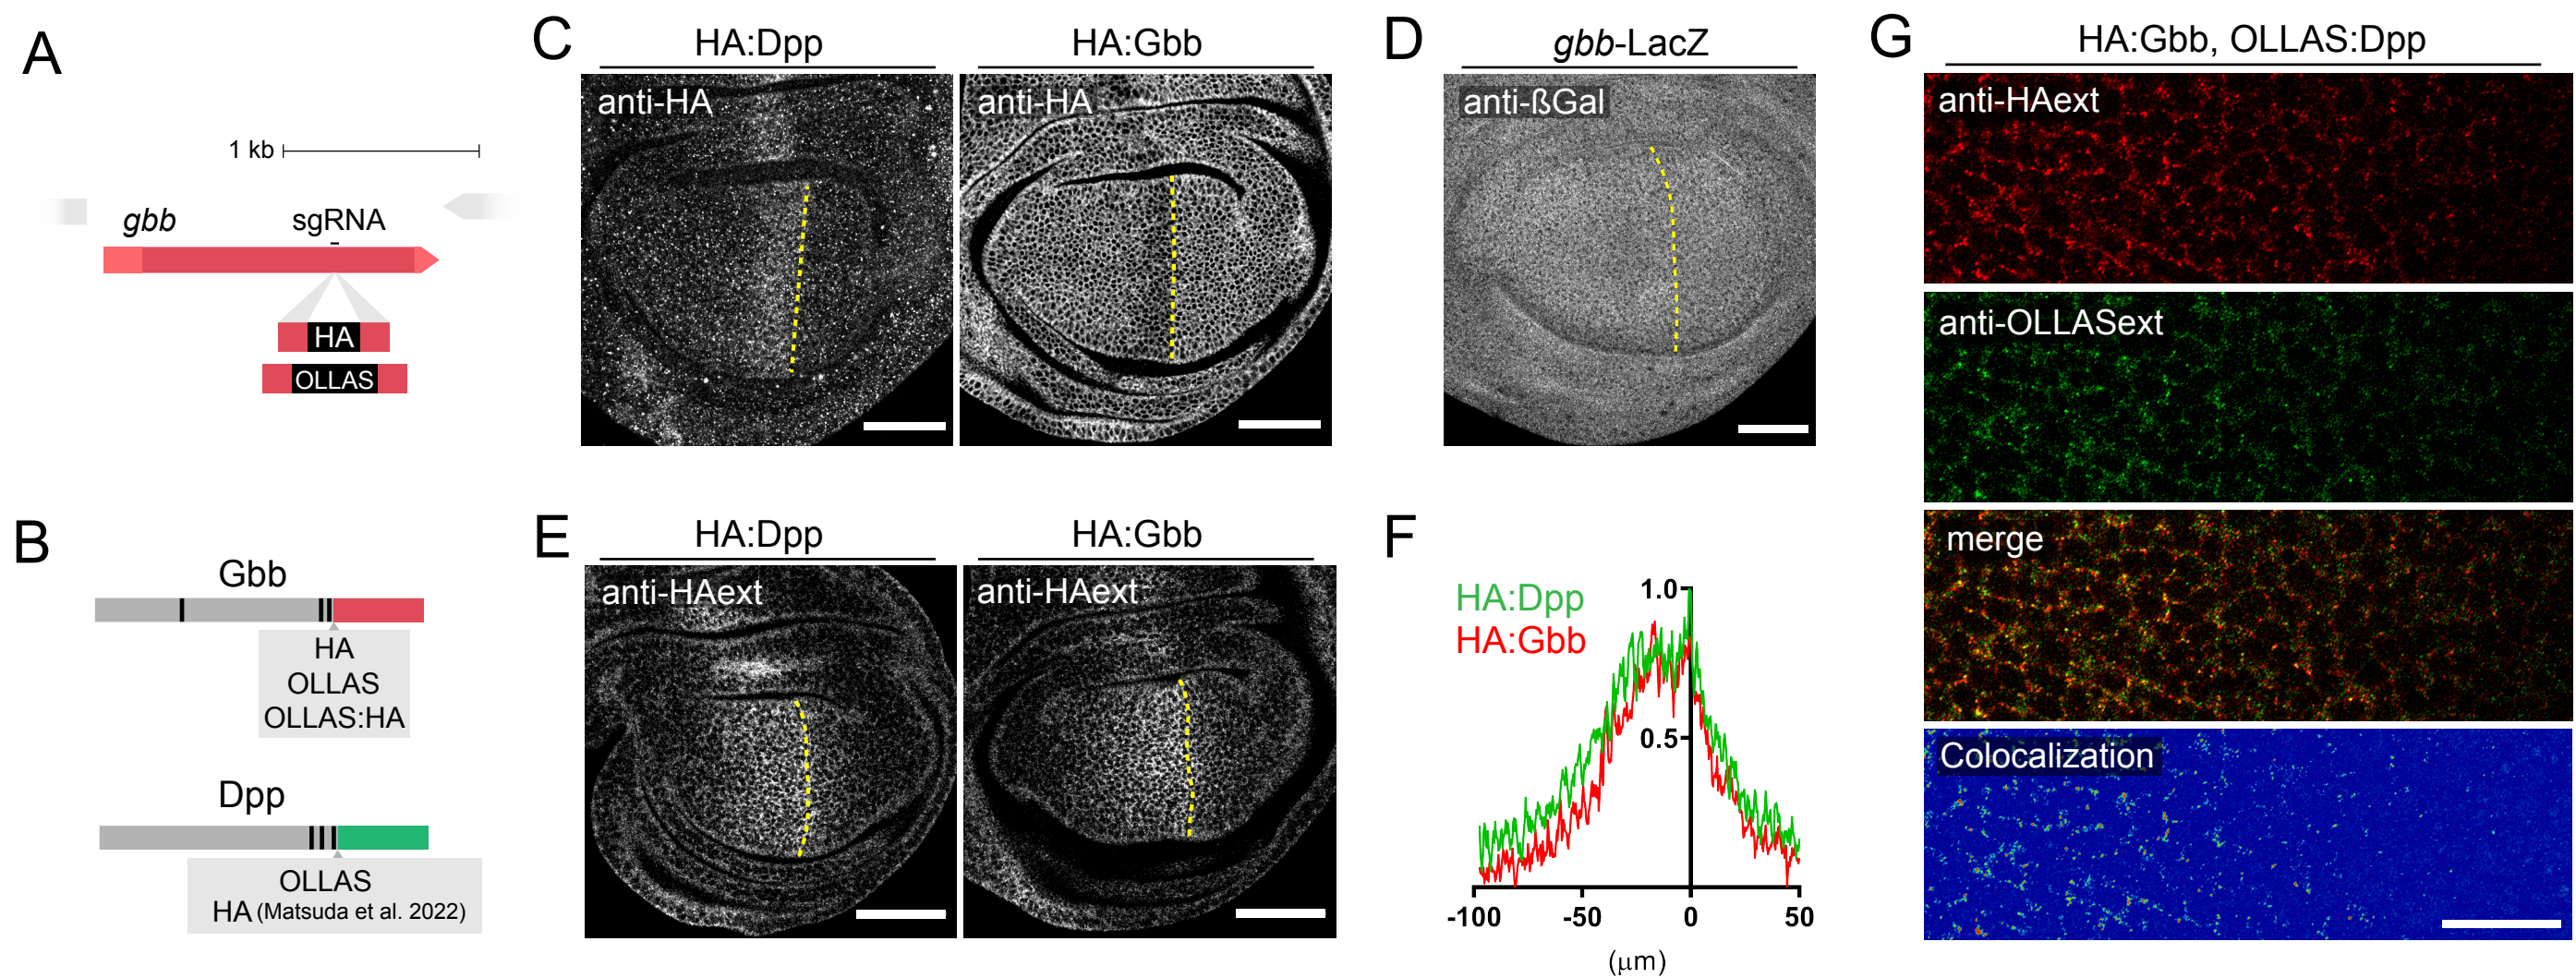 A
1 kb
gbb
sgRNA
HA
OLLAS
B
Gbb
HA
OLLAS
OLLAS:HA
Dpp
OLLAS
HA (Matsuda et al. 2022)
C
HA:Dpp
HA:Gbb
anti-HA
anti-HA
D
gbb-LacZ
anti-ßGal
E
HA:Dpp
HA:Gbb
anti-HAext
anti-HAext
F
HA:Dpp
HA:Gbb
1.0
0.5
-100
-50
0
50
(μm)
G
HA:Gbb, OLLAS:Dpp
anti-HAext
anti-OLLASext
merge
Colocalization